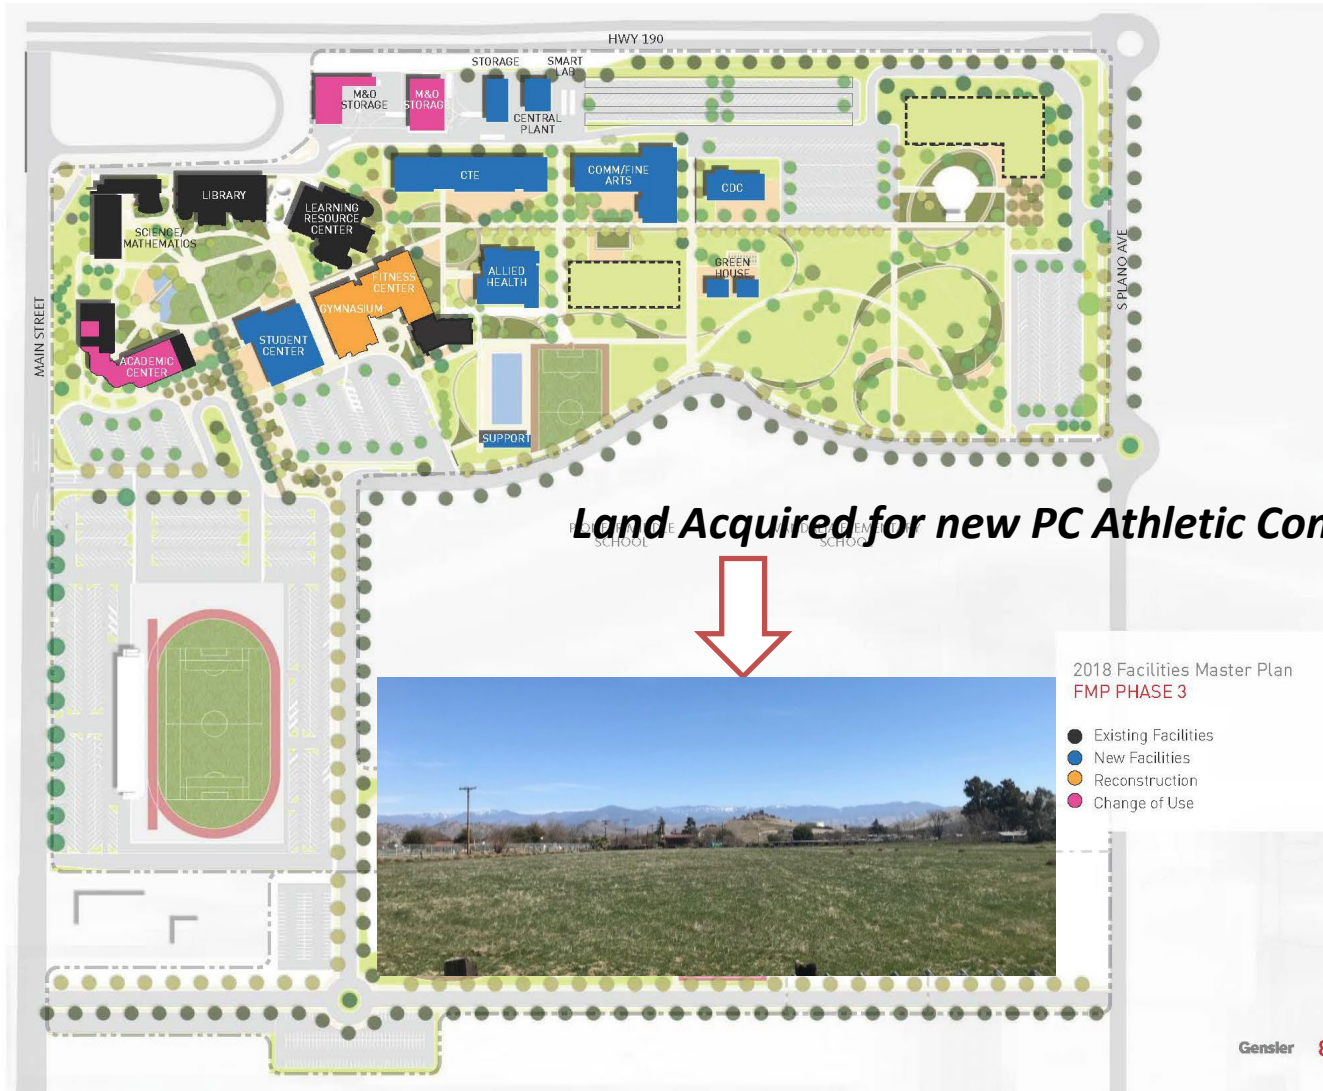 HWY 190
STORAGE
SMART
LAB
M&O
STORAGE
M&O
STORAGE
CENTRAL
PLANT
CTE
COMM/FINE
ARTS
CDC
LIBRARY
LEARNING
RESOURCE
CENTER
SCIENCE/
MATHEMATICS
FITNESS
CENTER
GYMNASIUM
ALLIED
HEALTH
GREEN
HOUSE
S PLANO AVE
MAIN STREET
STUDENT
CENTER
ACADEMIC
CENTER
SUPPORT
Land Acquired for new PC Athletic
SCHOOL
SCHOOL
2018 Facilities Master Plan
FMP PHASE 3
Existing Facilities
New Facilities
Reconstruction
Change of Use
Gensler 8